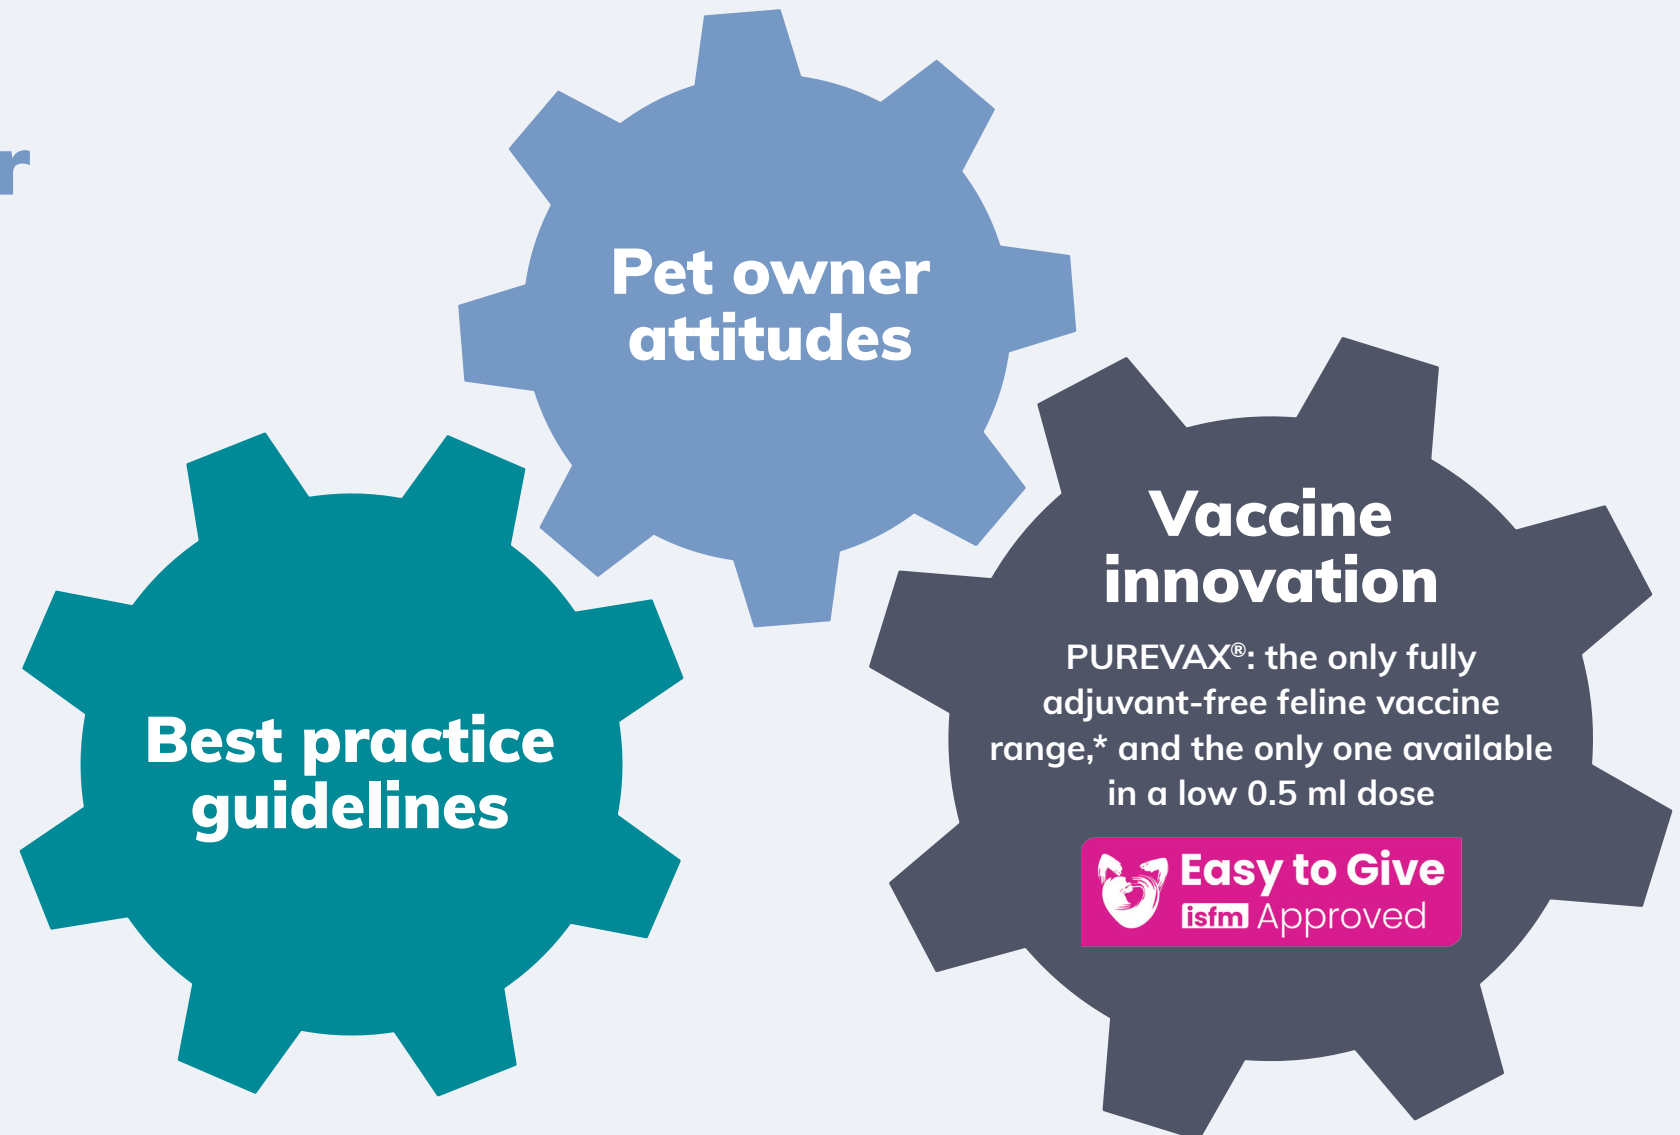 r
Pet owner
attitudes
Vaccine
innovation
PUREVAX®: the only fully
adjuvant-free feline vaccine
range,* and the only one available
in a low 0.5 ml dose
Easy to Give
isfm Approved
Best practice
guidelines